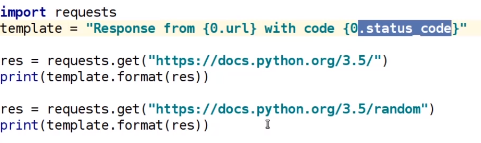 import requests
template = "Response from {0.url} with code {0.status_code}"
res = requests.get("https://docs.python.org/3.5/")
print(template.format(res))
res = requests.get("https://docs.python.org/3.5/random")
print(template.format(res))